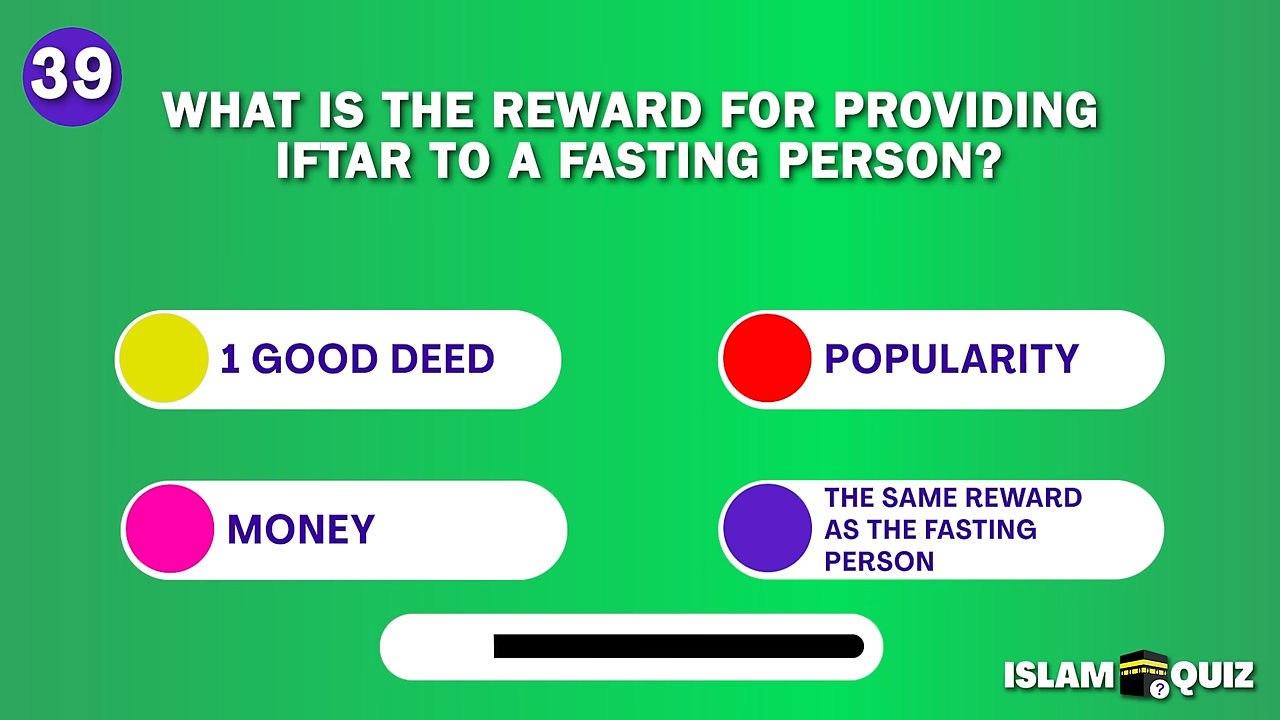 39
WHAT IS THE REWARD FOR PROVIDING
IFTAR TO A FASTING PERSON?
1 GOOD DEED
POPULARITY
MONEY
THE SAME REWARD
AS THE FASTING
PERSON
ISLAM ? QUIZ